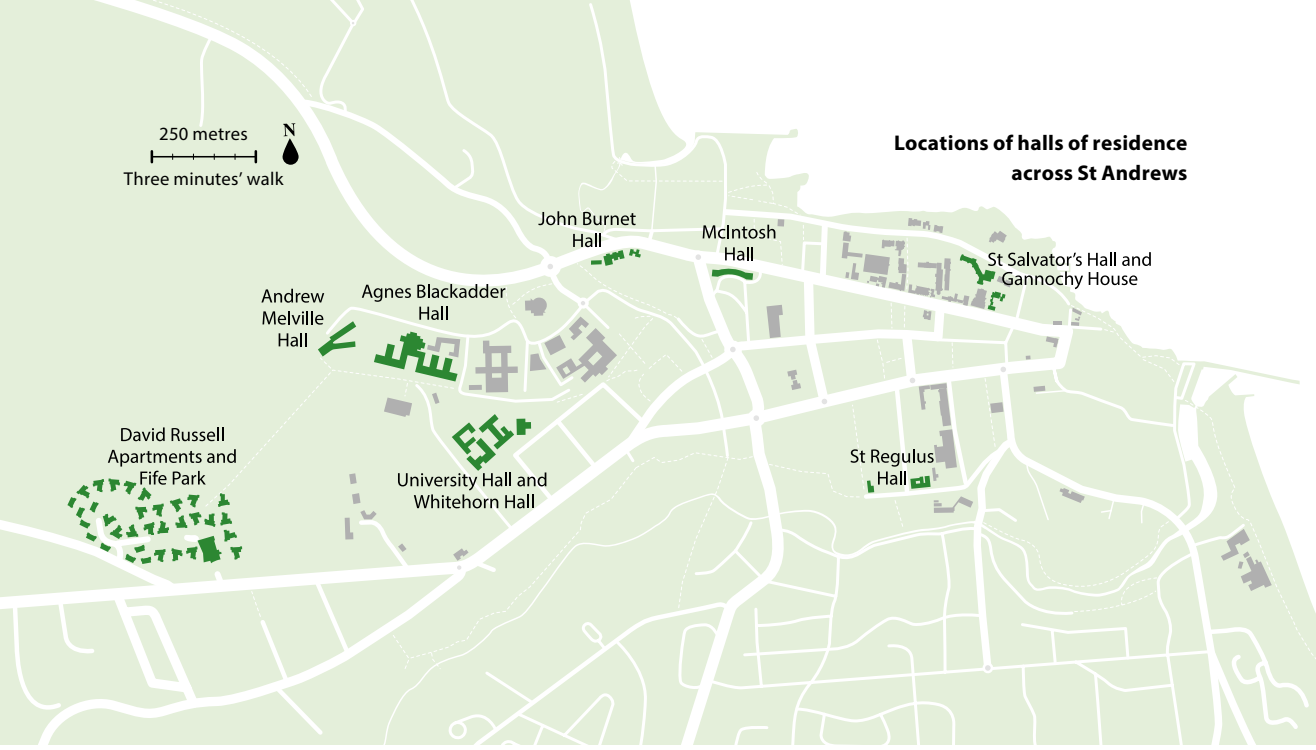 Locations of halls of residence
across St Andrews
250 metres
N
Three minutes' walk
John Burnet
Hall
McIntosh
Hall
St Salvator's Hall and
Gannochy House
Andrew
Melville
Hall
Agnes Blackadder
Hall
David Russell
Apartments and
Fife Park
University Hall and
Whitehorn Hall
St Regulus
Hall